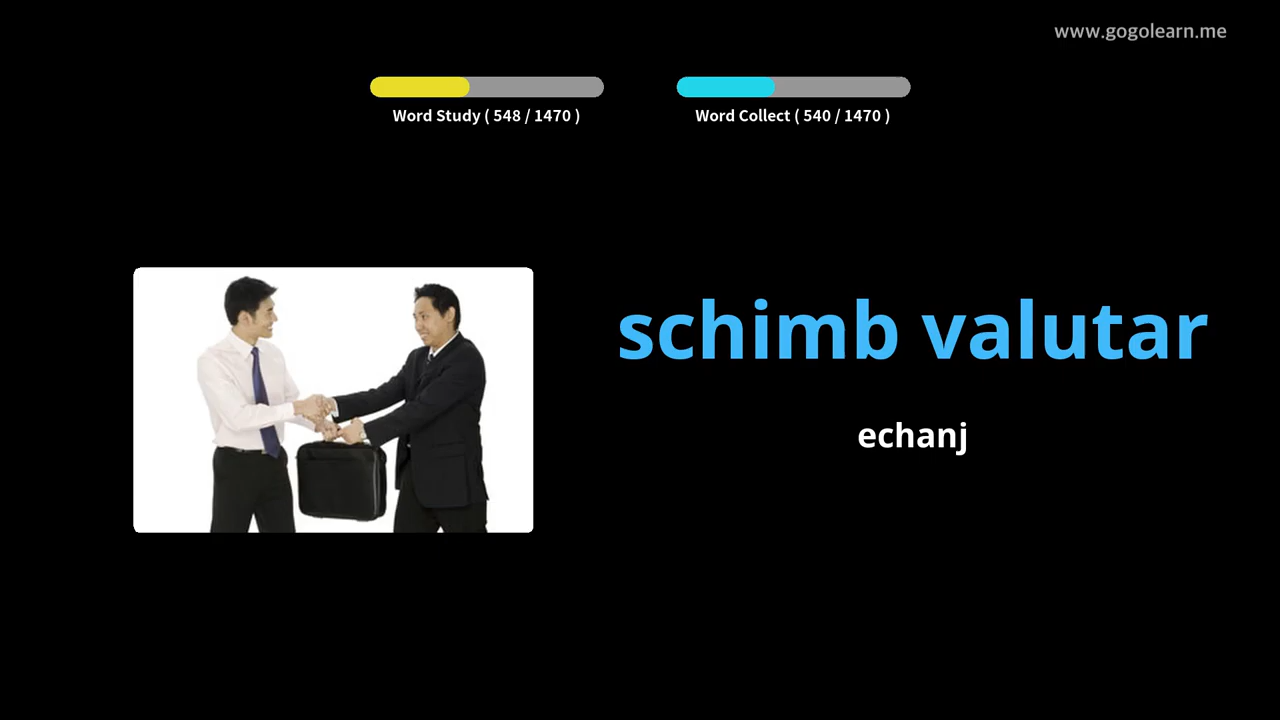 www.gogolearn.me
Word Study ( 548 / 1470 )
Word Collect ( 540 / 1470 )
schimb valutar
echanj